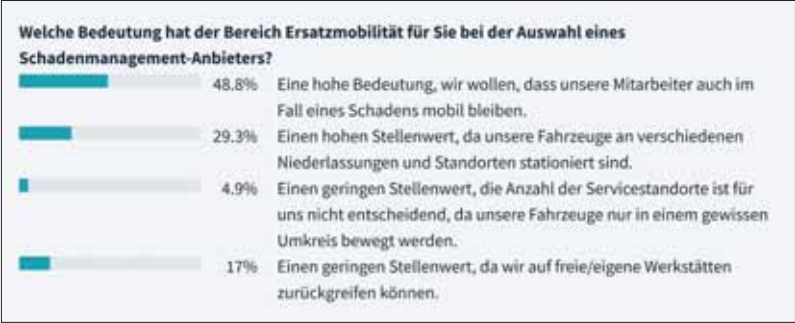 Welche Bedeutung hat der Bereich Ersatzmobilität für Sie bei der Auswahl eines
Schadenmanagement-Anbieters?
48.8% Eine hohe Bedeutung, wir wollen, dass unsere Mitarbeiter auch im
Fall eines Schadens mobil bleiben.
29.3% Einen hohen Stellenwert, da unsere Fahrzeuge an verschiedenen
Niederlassungen und Standorten stationiert sind.
4.9% Einen geringen Stellenwert, die Anzahl der Servicestandorte ist für
uns nicht entscheidend, da unsere Fahrzeuge nur in einem gewissen
Umkreis bewegt werden.
17% Einen geringen Stellenwert, da wir auf freie/eigene Werkstätten
zurückgreifen können.